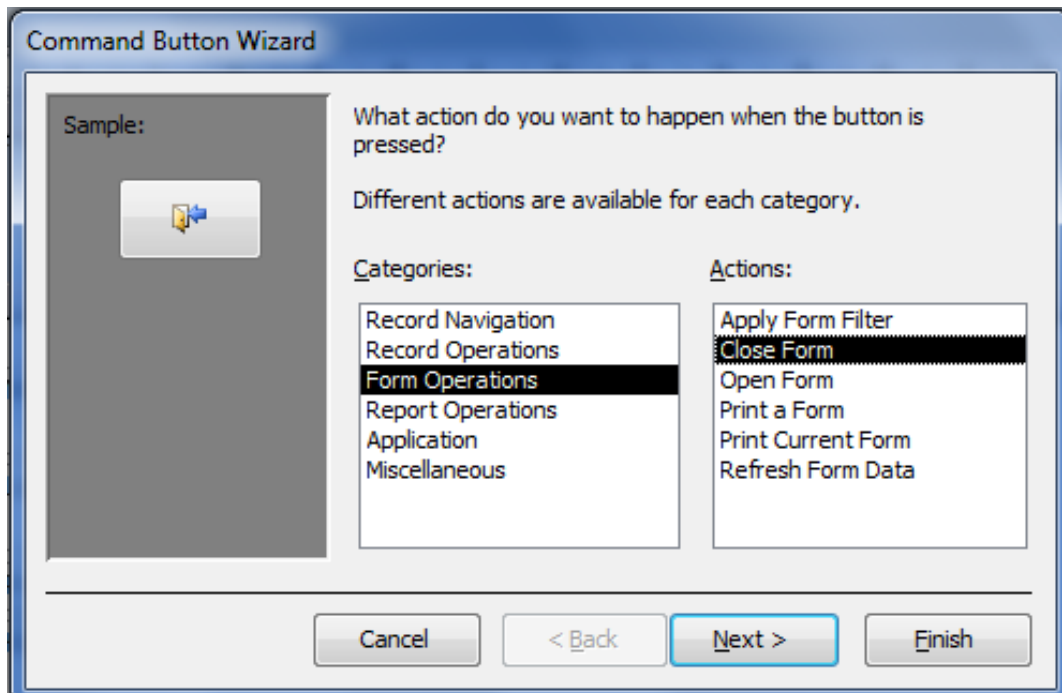 Command Button Wizard
Sample:
What action do you want to happen when the button is
pressed?
Different actions are available for each category.
Categories:
Record Navigation
Record Operations
Form Operations
Report Operations
Application
Miscellaneous
Actions:
Apply Form Filter
Close Form
Open Form
Print a Form
Print Current Form
Refresh Form Data
Cancel
< Back
Next >
Finish